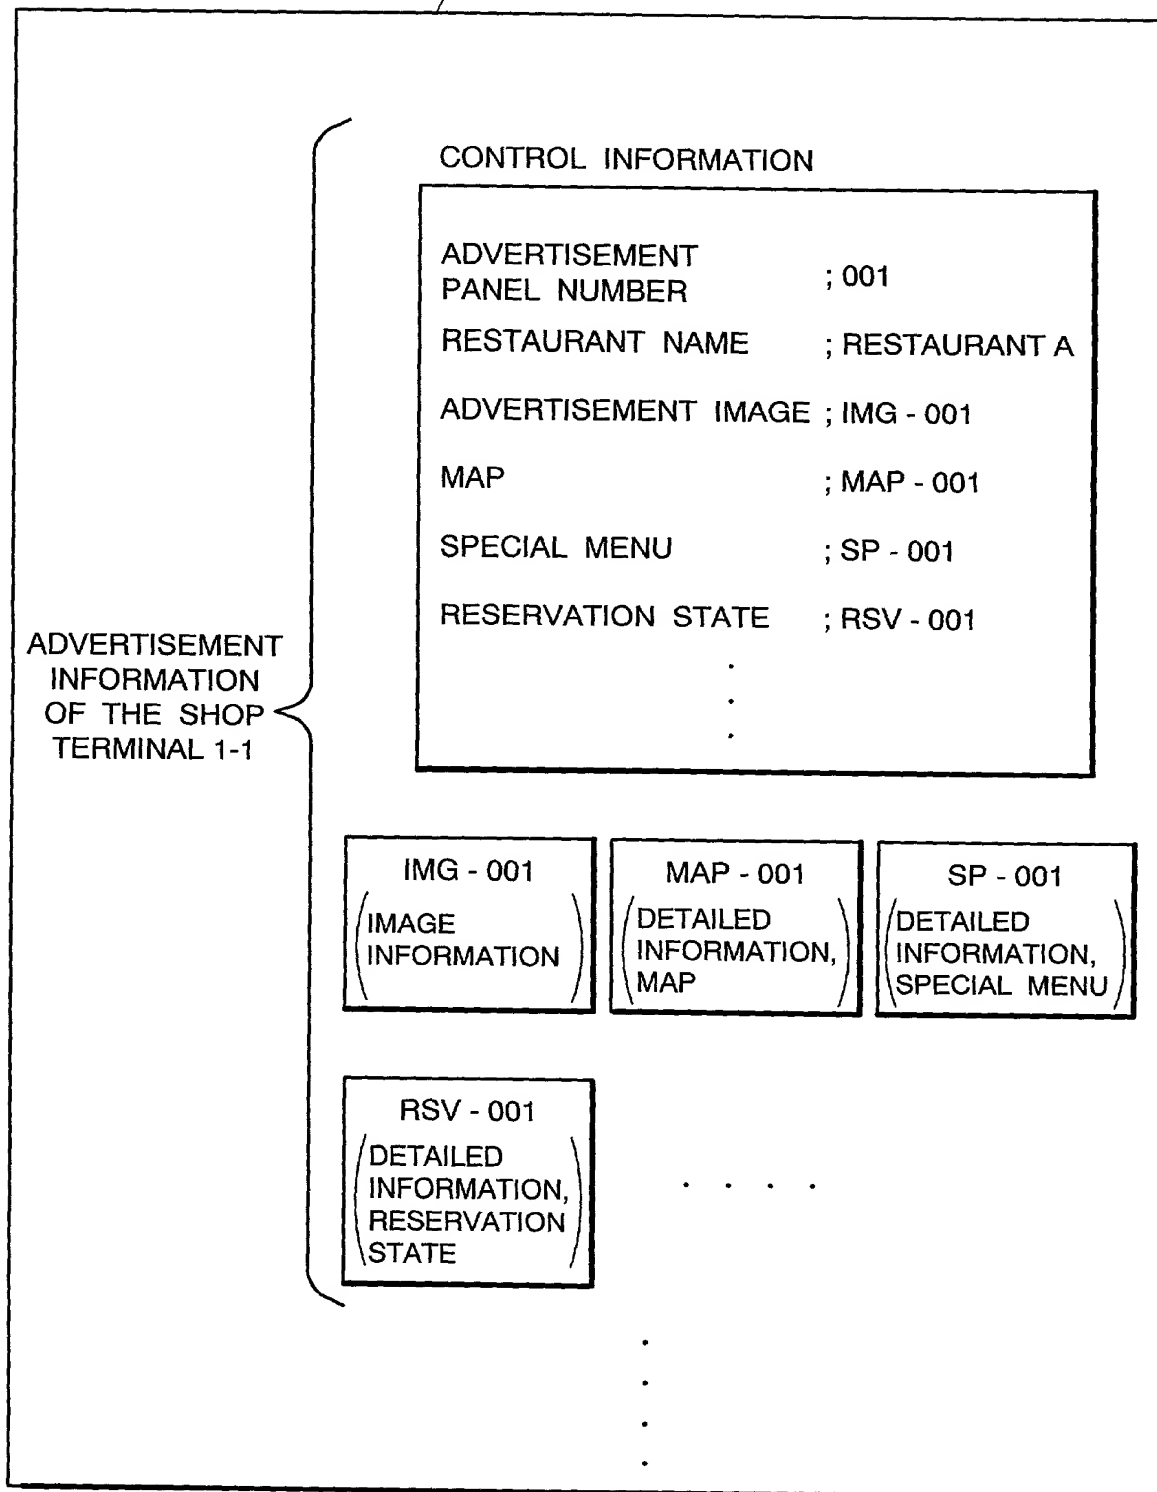 CONTROL INFORMATION
ADVERTISEMENT
PANEL NUMBER ; 001
RESTAURANT NAME ; RESTAURANT A
ADVERTISEMENT IMAGE ; IMG - 001
MAP ; MAP - 001
SPECIAL MENU ; SP - 001
RESERVATION STATE ; RSV - 001
ADVERTISEMENT
INFORMATION
OF THE SHOP
TERMINAL 1-1
IMG - 001
IMAGE
INFORMATION
MAP - 001
DETAILED
INFORMATION,
MAP
SP - 001
DETAILED
INFORMATION,
SPECIAL MENU
RSV - 001
DETAILED
INFORMATION,
RESERVATION
STATE